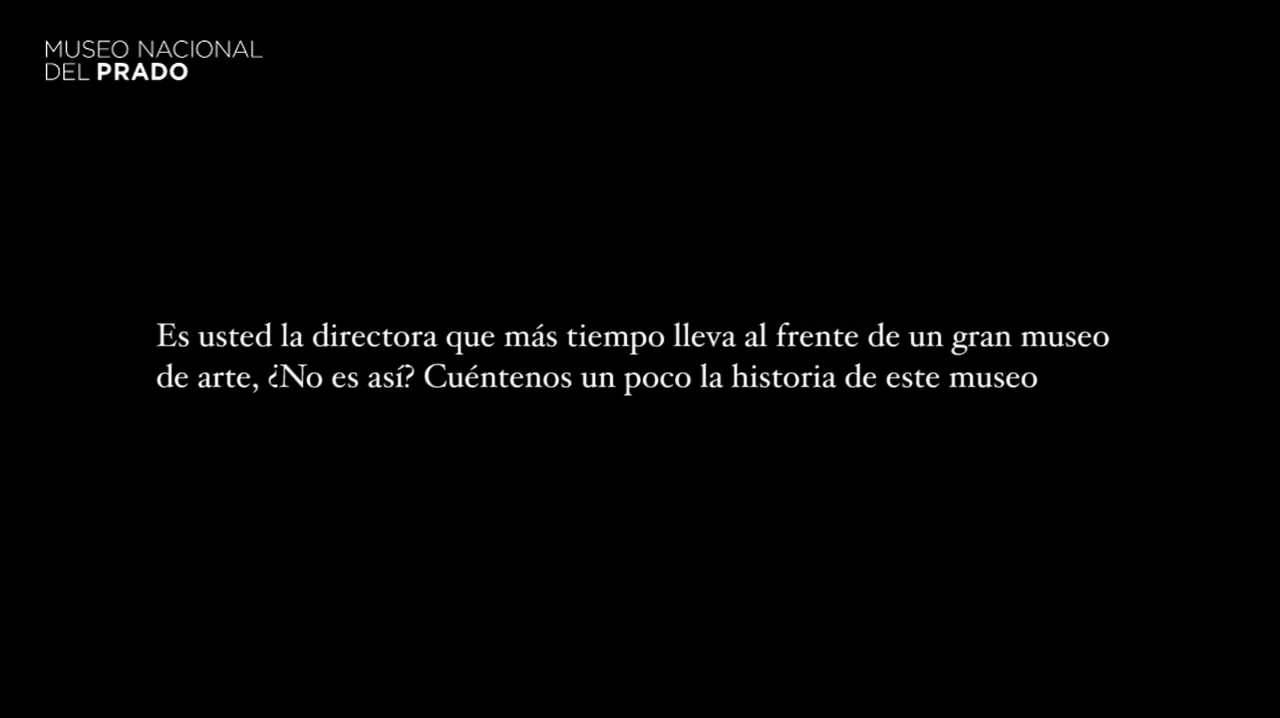 MUSEO NACIONAL
DEL PRADO
Es usted la directora que más tiempo lleva al frente de un gran museo
de arte, ¿No es así? Cuéntenos un poco la historia de este museo